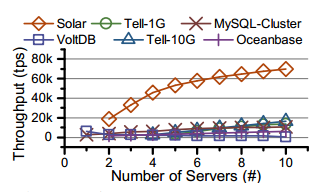 Solar Tell-1G MySQL-Cluster
VoltDB Tell-10G Oceanbase
Throughput (tps)
80k
60k
40k
20k
0
0 2 4 6 8 10
Number of Servers (#)